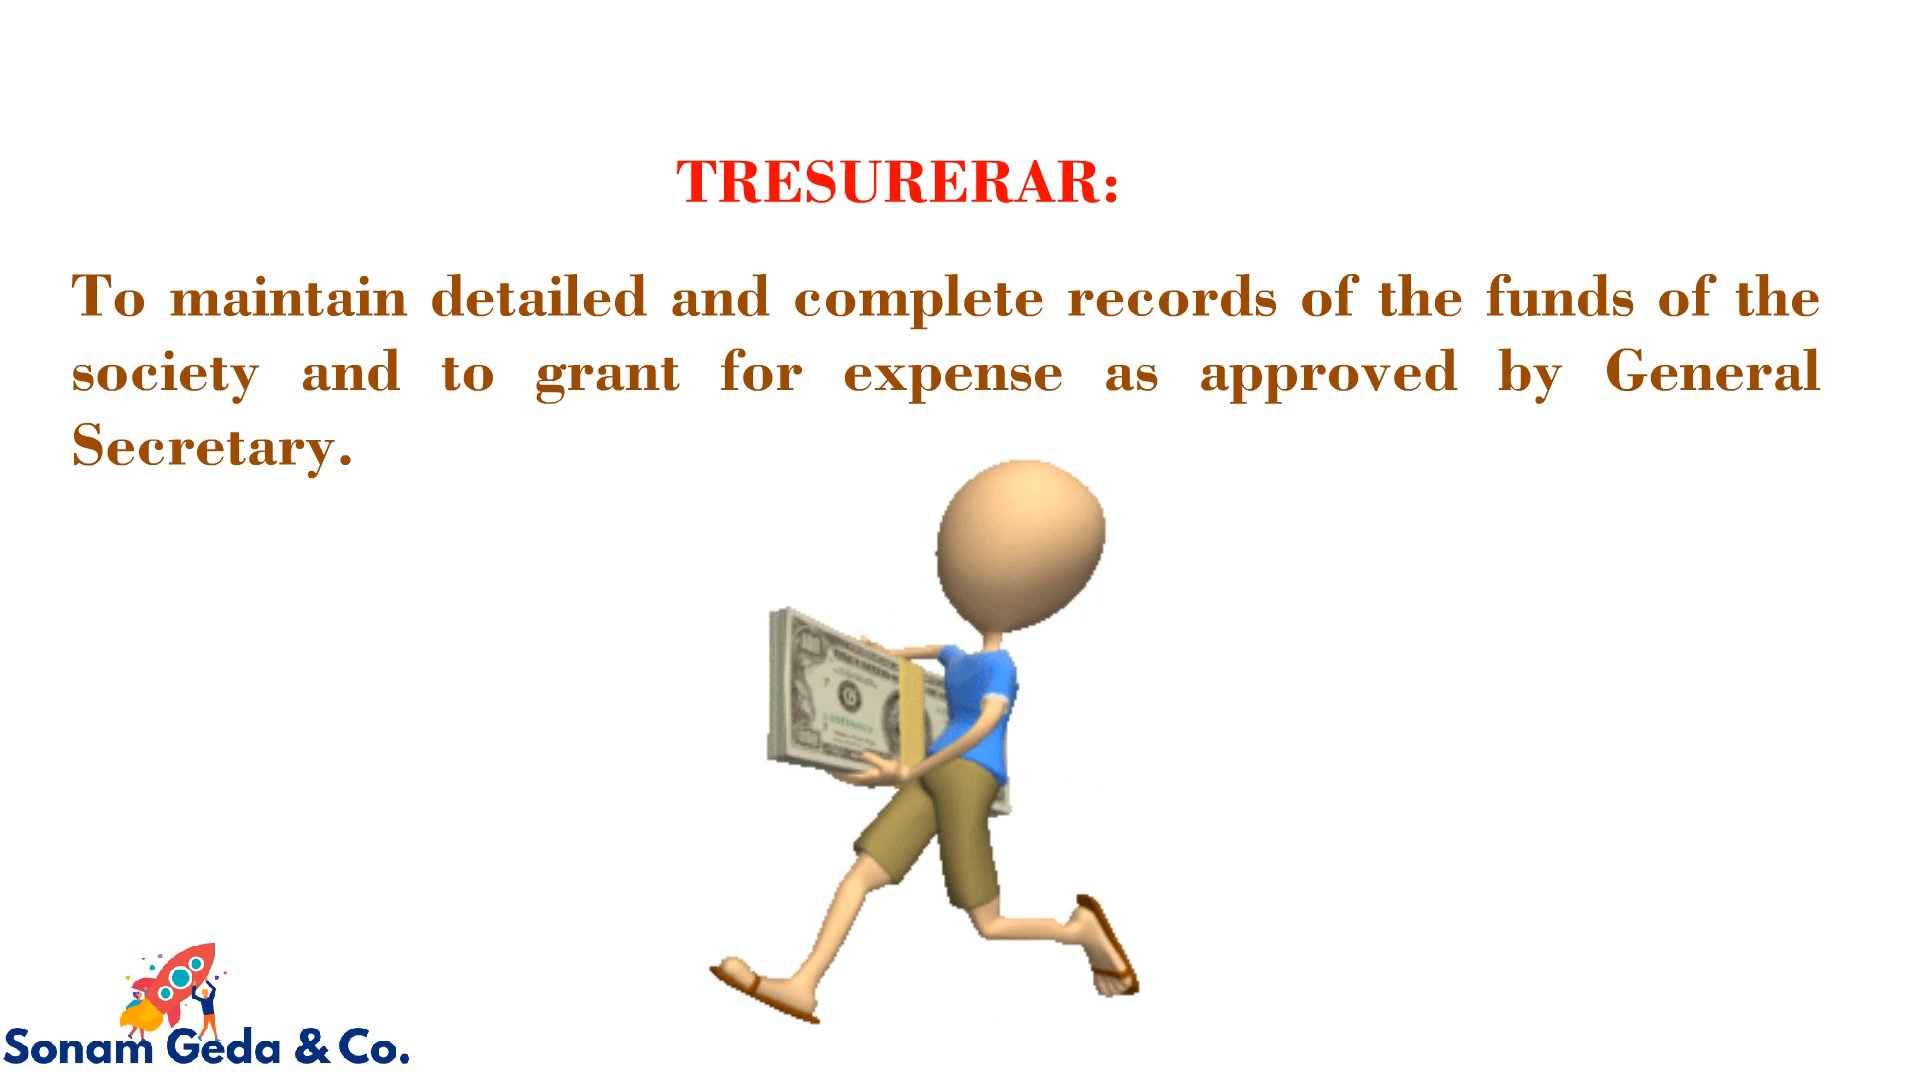 TRESURERAR:
To maintain detailed and complete records of the funds of the
society and to grant for expense as approved by General
Secretary.
Sonam Geda & Co.